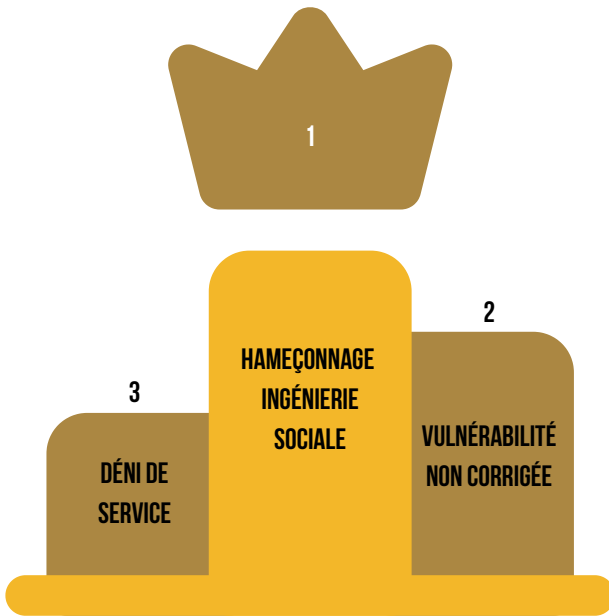 1
HAMEÇONNAGE
INGÉNIERIE
SOCIALE
2
VULNÉRABILITÉ
NON CORRIGÉE
3
DÉNI DE
SERVICE